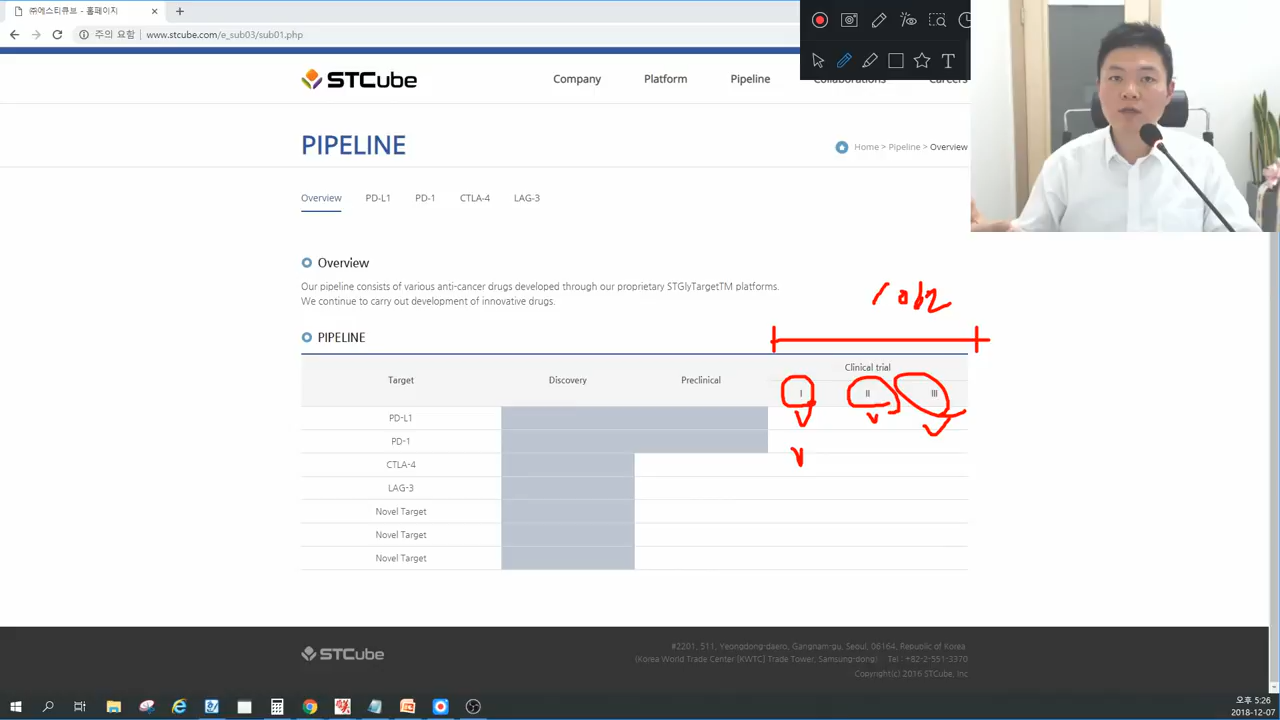 ㈜에스티큐브 - 홈페이지
주의 요함 | www.stcube.com/e_sub03/sub01.php
T
STCube
Company
Platform
Pipeline
Collaborations
Careers
PIPELINE
Home > Pipeline > Overview
Overview
PD-L1
PD-1
CTLA-4
LAG-3
Overview
Our pipeline consists of various anti-cancer drugs developed through our proprietary STGlyTargetTM platforms.
We continue to carry out development of innovative drugs.
PIPELINE
Target
Discovery
Preclinical
Clinical trial
I
II
III
PD-L1
PD-1
CTLA-4
LAG-3
Novel Target
Novel Target
Novel Target
STCube
#2201, 511, Yeongdong-daero, Gangnam-gu, Seoul, 06164, Republic of Korea
(Korea World Trade Center [KWTC] Trade Tower, Samsung-dong) Tel : +82-2-551-3370
Copyright(c) 2016 STCube, Inc
오후 5:26
2018-12-07